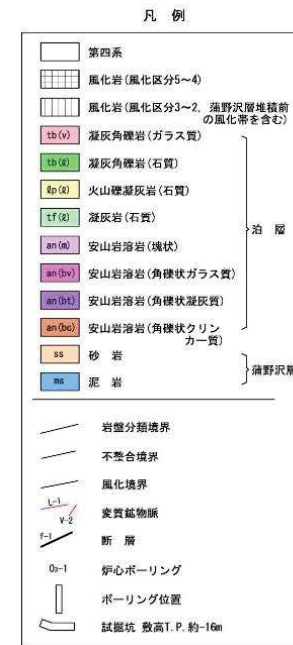 凡 例
第四系
風化岩(風化区分5~4)
風化岩(風化区分3~2, 蒲野沢層堆積前
の風化帯を含む)
tb(v) 凝灰角礫岩(ガラス質)
tb(ℓ) 凝灰角礫岩(石質)
ℓp(ℓ) 火山礫凝灰岩(石質)
tf(ℓ) 凝灰岩(石質)
an(m) 安山岩溶岩(塊状)
泊 層
an(bv) 安山岩溶岩(角礫状ガラス質)
an(bt) 安山岩溶岩(角礫状凝灰質)
an(bc) 安山岩溶岩(角礫状クリン
カー質)
ss 砂 岩
蒲野沢層
ms 泥 岩
岩盤分類境界
不整合境界
風化境界
L-1 V-2 変質鉱物脈
f-1 断 層
O3-1 炉心ボーリング
ボーリング位置
試掘坑 敷高T.P.約-16m